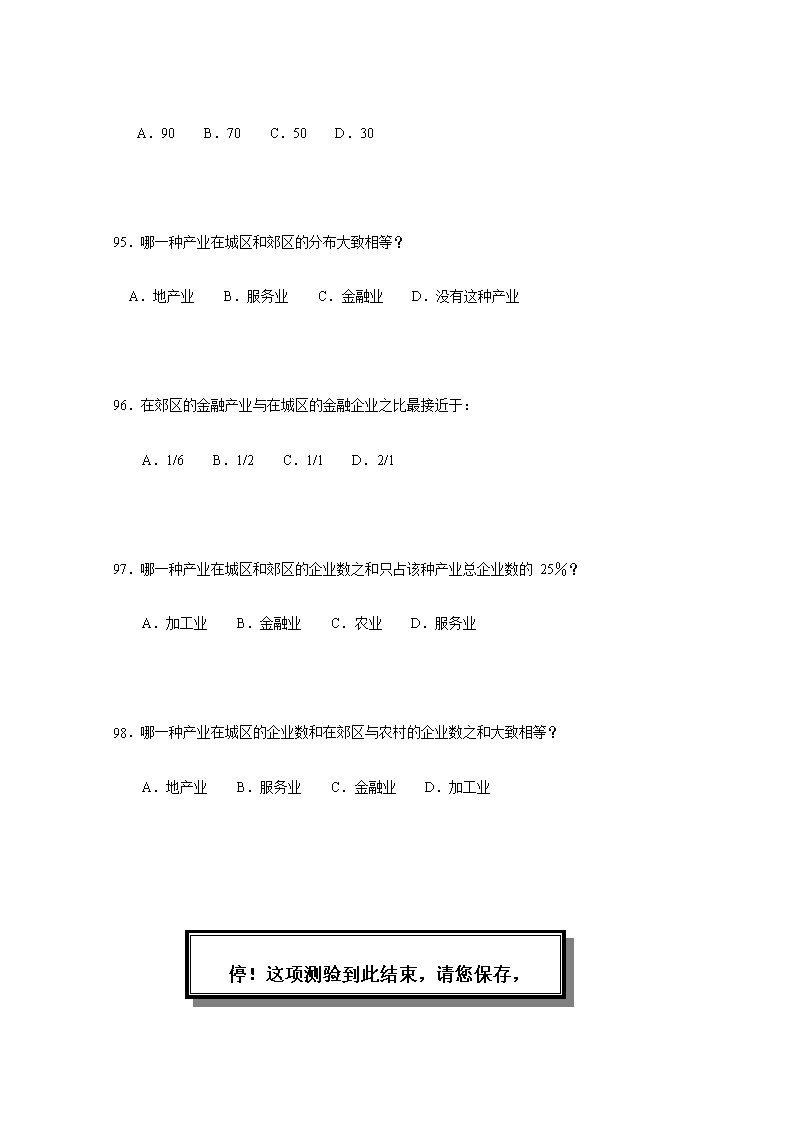 A．90 B．70 C．50 D．30
95．哪一种产业在城区和郊区的分布大致相等？
A．地产业 B．服务业 C．金融业 D．没有这种产业
96．在郊区的金融产业与在城区的金融企业之比最接近于：
A．1/6 B．1/2 C．1/1 D．2/1
97．哪一种产业在城区和郊区的企业数之和只占该种产业总企业数的 25％？
A．加工业 B．金融业 C．农业 D．服务业
98．哪一种产业在城区的企业数和在郊区与农村的企业数之和大致相等？
A．地产业 B．服务业 C．金融业 D．加工业
停！这项测验到此结束，请您保存，